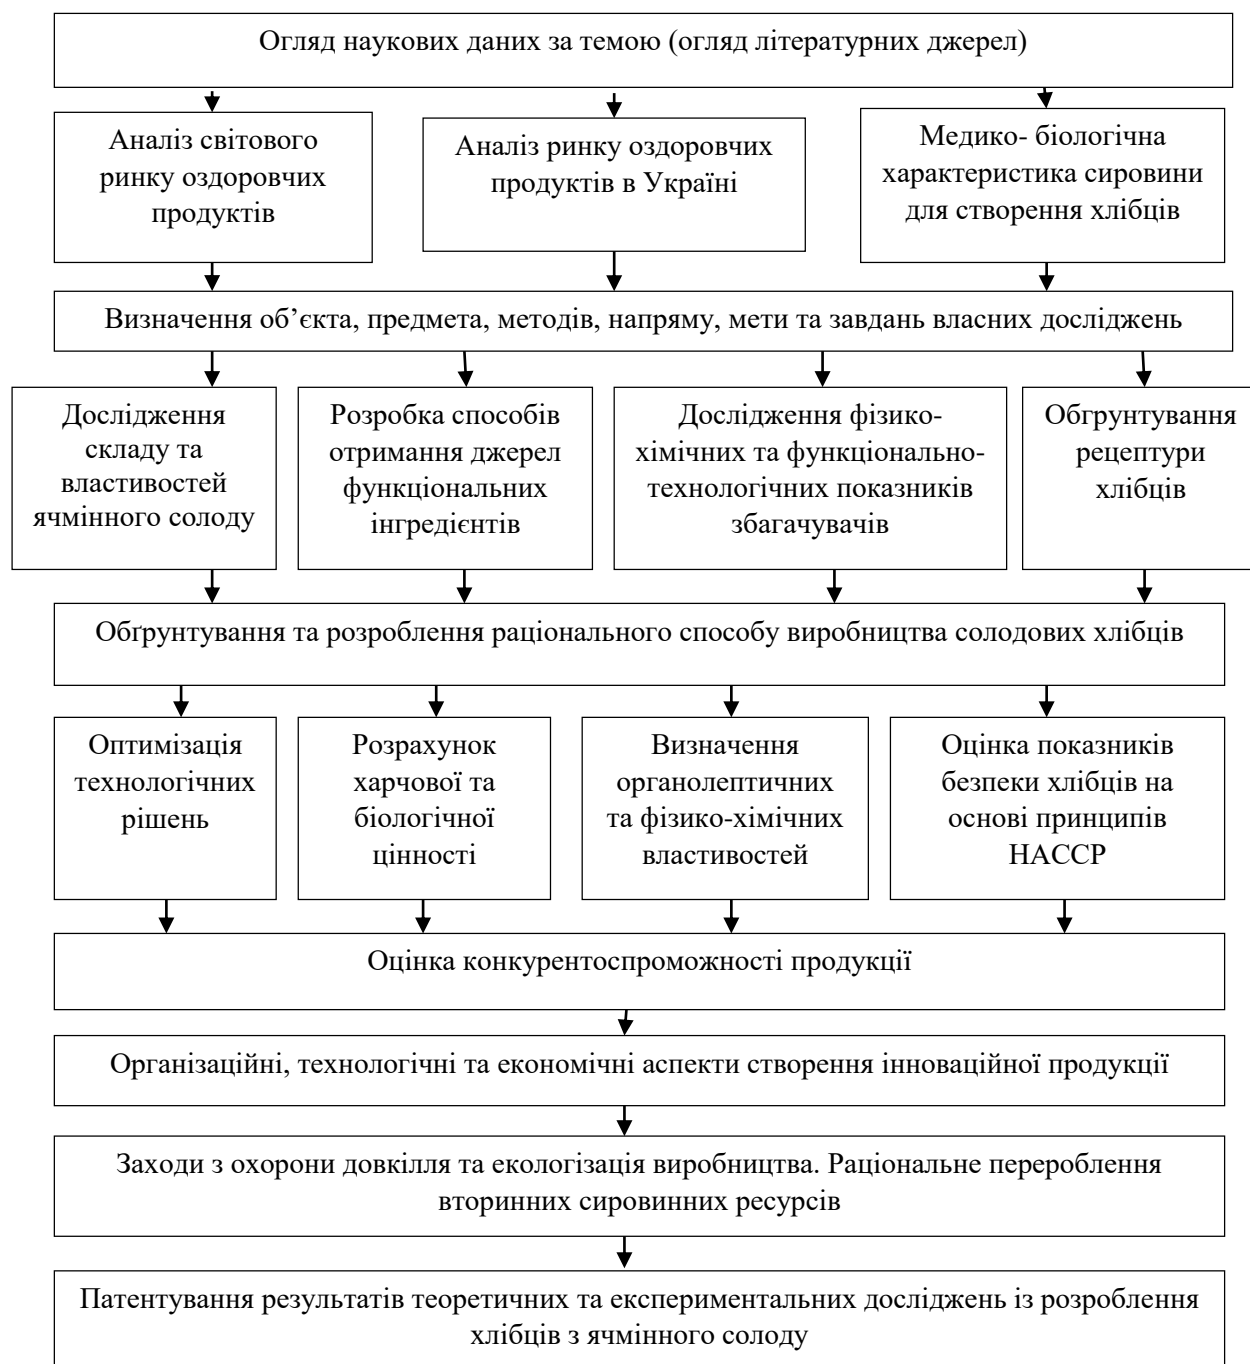 Огляд наукових даних за темою (огляд літературних джерел)
Аналіз світового
ринку оздоровчих
продуктів
Аналіз ринку оздоровчих
продуктів в Україні
Медико- біологічна
характеристика сировини
для створення хлібців
Визначення об’єкта, предмета, методів, напряму, мети та завдань власних досліджень
Дослідження
складу та
властивостей
ячмінного солоду
Розробка способів
отримання джерел
функціональних
інгредієнтів
Дослідження фізико-
хімічних та функціонально-
технологічних показників
збагачувачів
Обгрунтування
рецептури
хлібців
Обґрунтування та розроблення раціонального способу виробництва солодових хлібців
Оптимізація
технологічних
рішень
Розрахунок
харчової та
біологічної
цінності
Визначення
органолептичних
та фізико-хімічних
властивостей
Оцінка показників
безпеки хлібців на
основі принципів
НАССР
Оцінка конкурентоспроможності продукції
Організаційні, технологічні та економічні аспекти створення інноваційної продукції
Заходи з охорони довкілля та екологізація виробництва. Раціональне перероблення
вторинних сировинних ресурсів
Патентування результатів теоретичних та експериментальних досліджень із розроблення
хлібців з ячмінного солоду